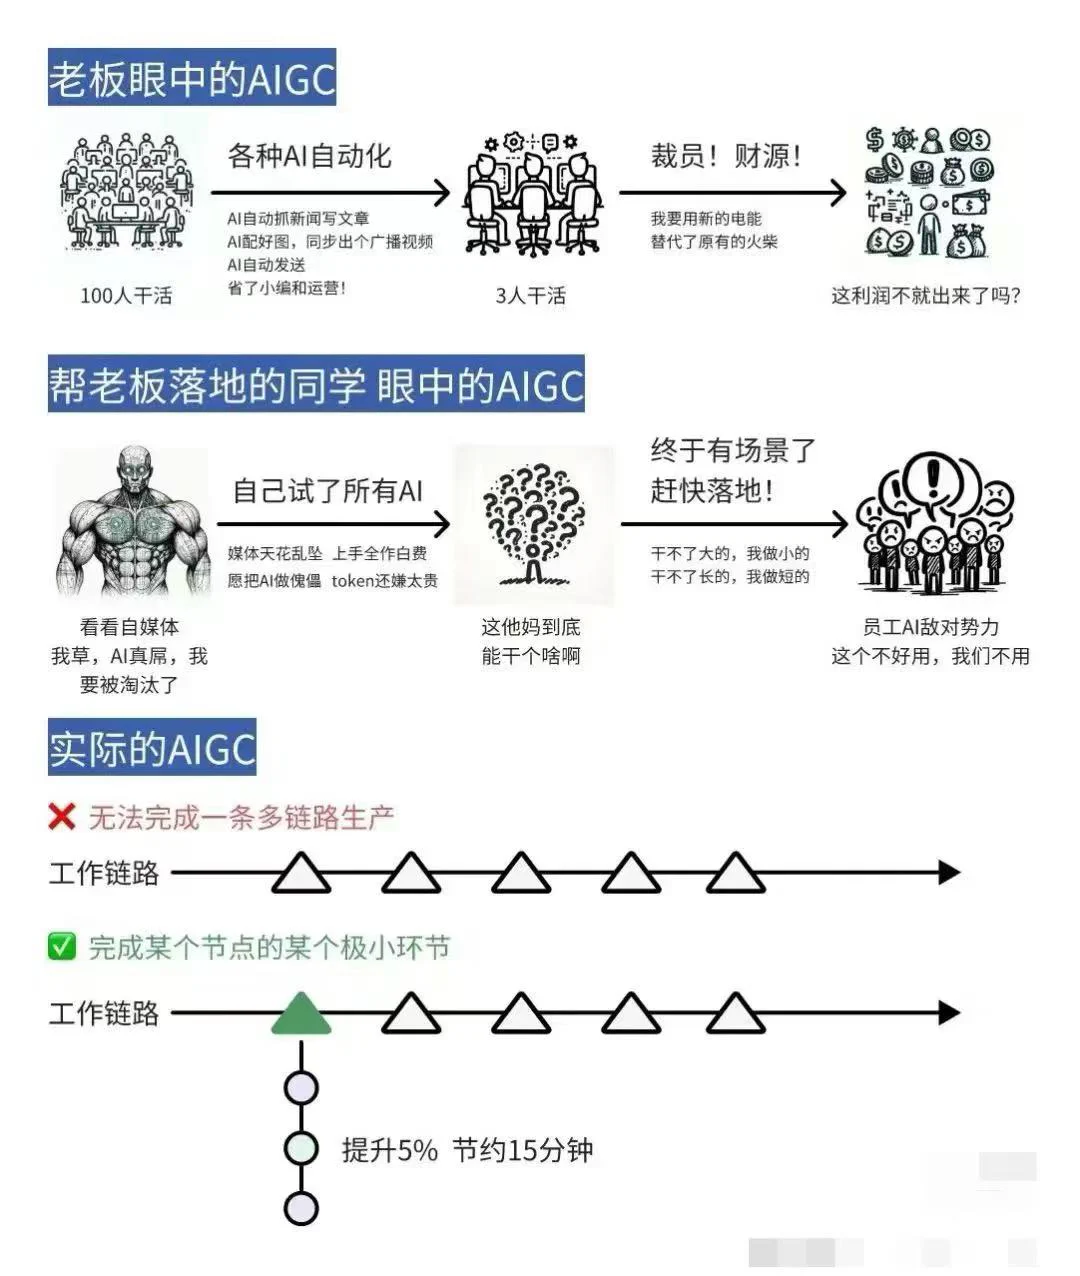 老板眼中的AIGC
各种AI自动化
裁员！财源！
AI自动抓新闻写文章
AI配好图，同步出个广播视频
AI自动发送
省了小编和运营！
我要用新的电能
替代了原有的火柴
100人干活
3人干活
这利润不就出来了吗？
帮老板落地的同学 眼中的AIGC
自己试了所有AI
终于有场景了
赶快落地！
媒体天花乱坠 上手全作白费
愿把AI做傀儡 token还嫌太贵
干不了大的，我做小的
干不了长的，我做短的
看看自媒体
我草，AI真屌，我
要被淘汰了
这他妈到底
能干个啥啊
员工AI敌对势力
这个不好用，我们不用
实际的AIGC
❌ 无法完成一条多链路生产
工作链路
✅ 完成某个节点的某个极小环节
工作链路
提升5% 节约15分钟